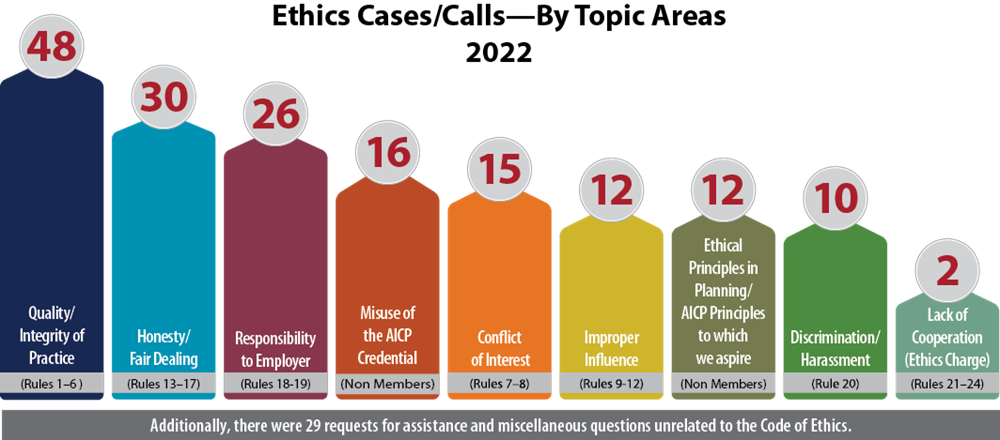 Ethics Cases/Calls—By Topic Areas
2022
48
Quality/
Integrity of
Practice
(Rules 1–6 )
30
Honesty/
Fair Dealing
(Rules 13–17)
26
Responsibility
to Employer
(Rules 18-19)
16
Misuse of
the AICP
Credential
(Non Members)
15
Conflict
of Interest
(Rules 7–8)
12
Improper
Influence
(Rules 9-12)
12
Ethical
Principles in
Planning/
AICP Principles
to which
we aspire
(Non Members)
10
Discrimination/
Harassment
(Rule 20)
2
Lack of
Cooperation
(Ethics Charge)
(Rules 21–24)
Additionally, there were 29 requests for assistance and miscellaneous questions unrelated to the Code of Ethics.